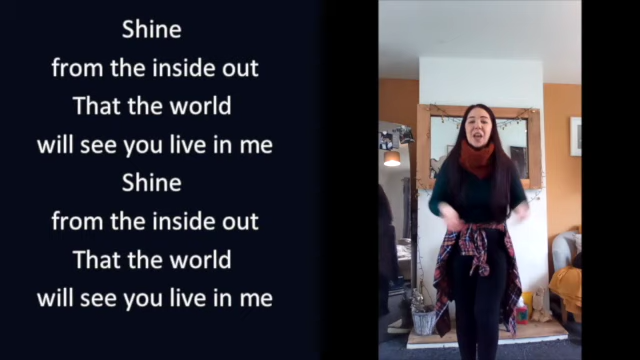 Shine
from the inside out
That the world
will see you live in me
Shine
from the inside out
That the world
will see you live in me